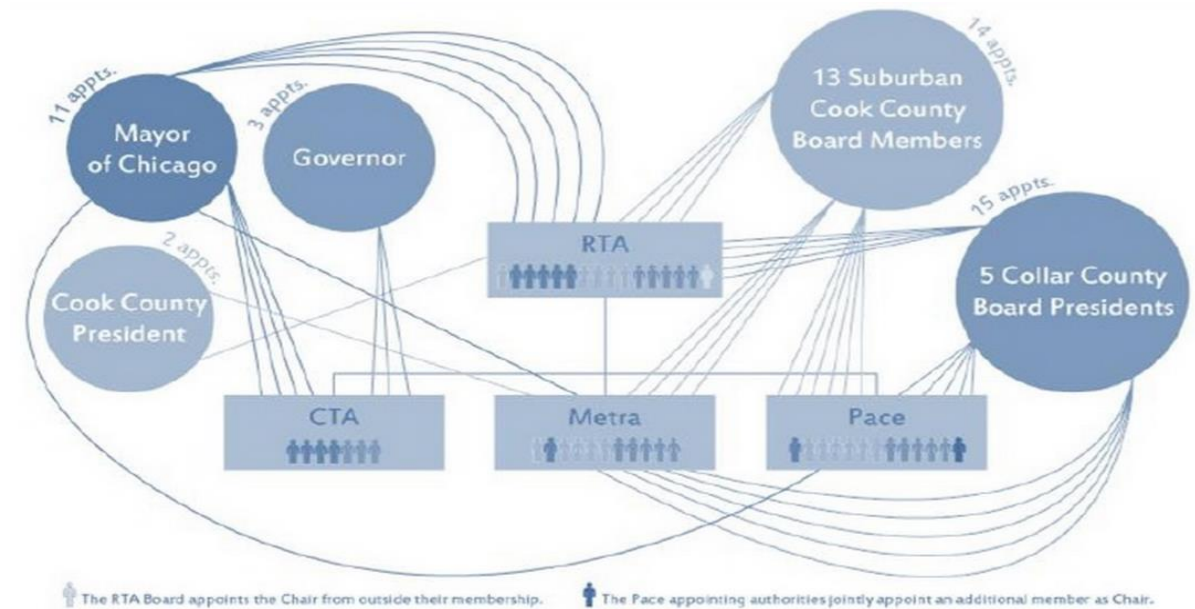 11 appts.
Mayor
of Chicago
3 appts.
Governor
14 appts.
13 Suburban
Cook County
Board Members
15 appts.
5 Collar County
Board Presidents
2 appts.
Cook County
President
RTA
CTA
Metra
Pace
The RTA Board appoints the Chair from outside their membership.
The Pace appointing authorities jointly appoint an additional member as Chair.